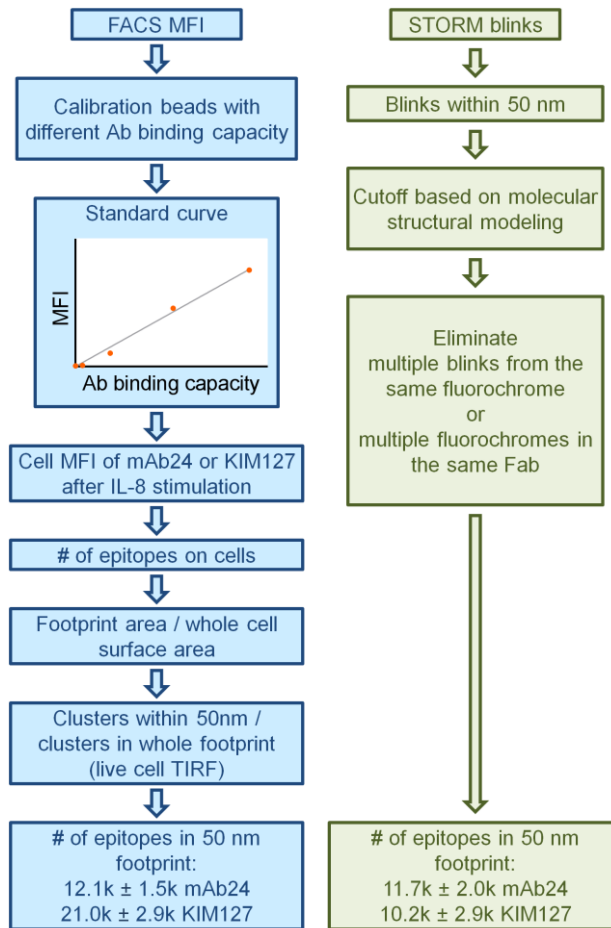 FACS MFI
Calibration beads with
different Ab binding capacity
Standard curve
MFI
Ab binding capacity
Cell MFI of mAb24 or KIM127
after IL-8 stimulation
# of epitopes on cells
Footprint area / whole cell
surface area
Clusters within 50nm /
clusters in whole footprint
(live cell TIRF)
# of epitopes in 50 nm
footprint:
12.1k ± 1.5k mAb24
21.0k ± 2.9k KIM127
STORM blinks
Blinks within 50 nm
Cutoff based on molecular
structural modeling
Eliminate
multiple blinks from the
same fluorochrome
or
multiple fluorochromes in
the same Fab
# of epitopes in 50 nm
footprint:
11.7k ± 2.0k mAb24
10.2k ± 2.9k KIM127